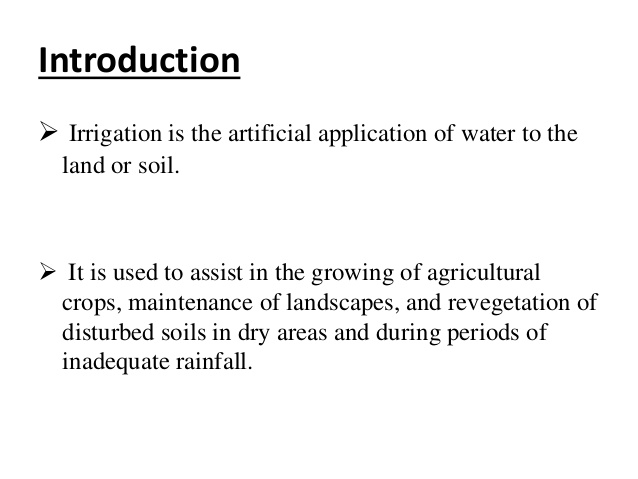 Introduction
➢ Irrigation is the artificial application of water to the
land or soil.
➢ It is used to assist in the growing of agricultural
crops, maintenance of landscapes, and revegetation of
disturbed soils in dry areas and during periods of
inadequate rainfall.